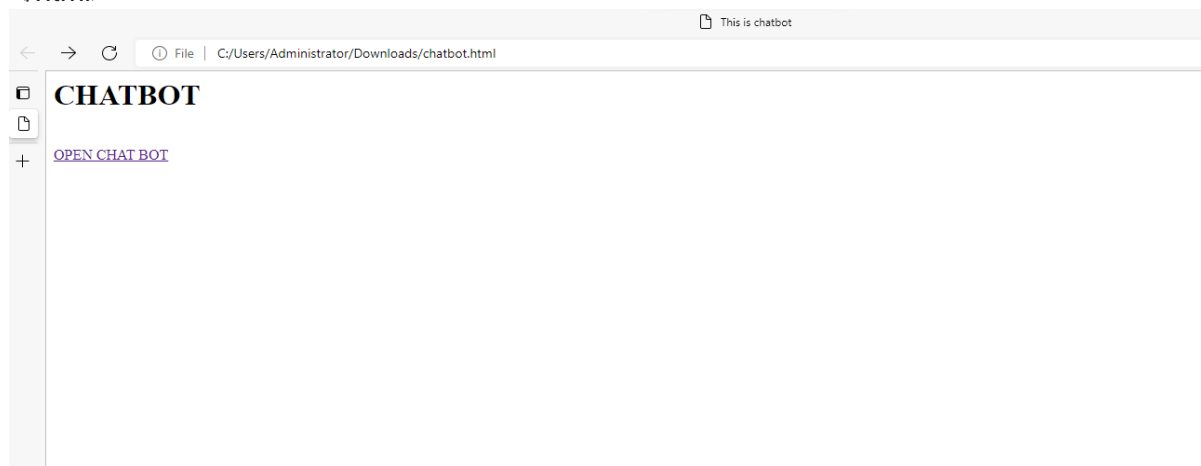 This is chatbot
File | C:/Users/Administrator/Downloads/chatbot.html
CHATBOT
OPEN CHAT BOT